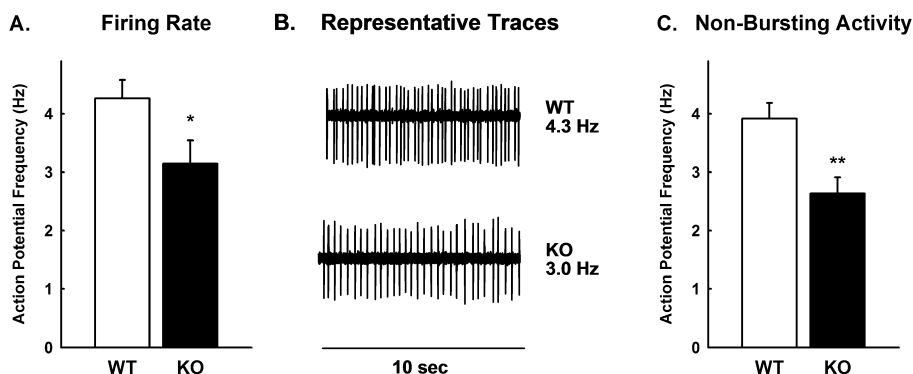 A. Firing Rate
Action Potential Frequency (Hz)
4
3
2
1
0
*
WT KO
B. Representative Traces
WT
4.3 Hz
KO
3.0 Hz
10 sec
C. Non-Bursting Activity
Action Potential Frequency (Hz)
4
3
2
1
0
**
WT KO